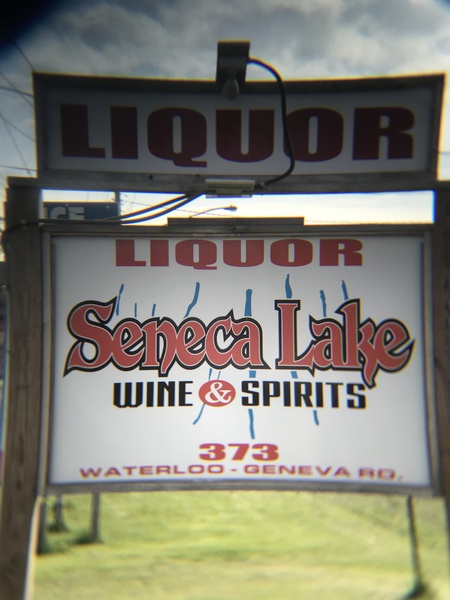 LIQUOR
LIQUOR
Seneca Lake
WINE & SPIRITS
373
WATERLOO - GENEVA RD.